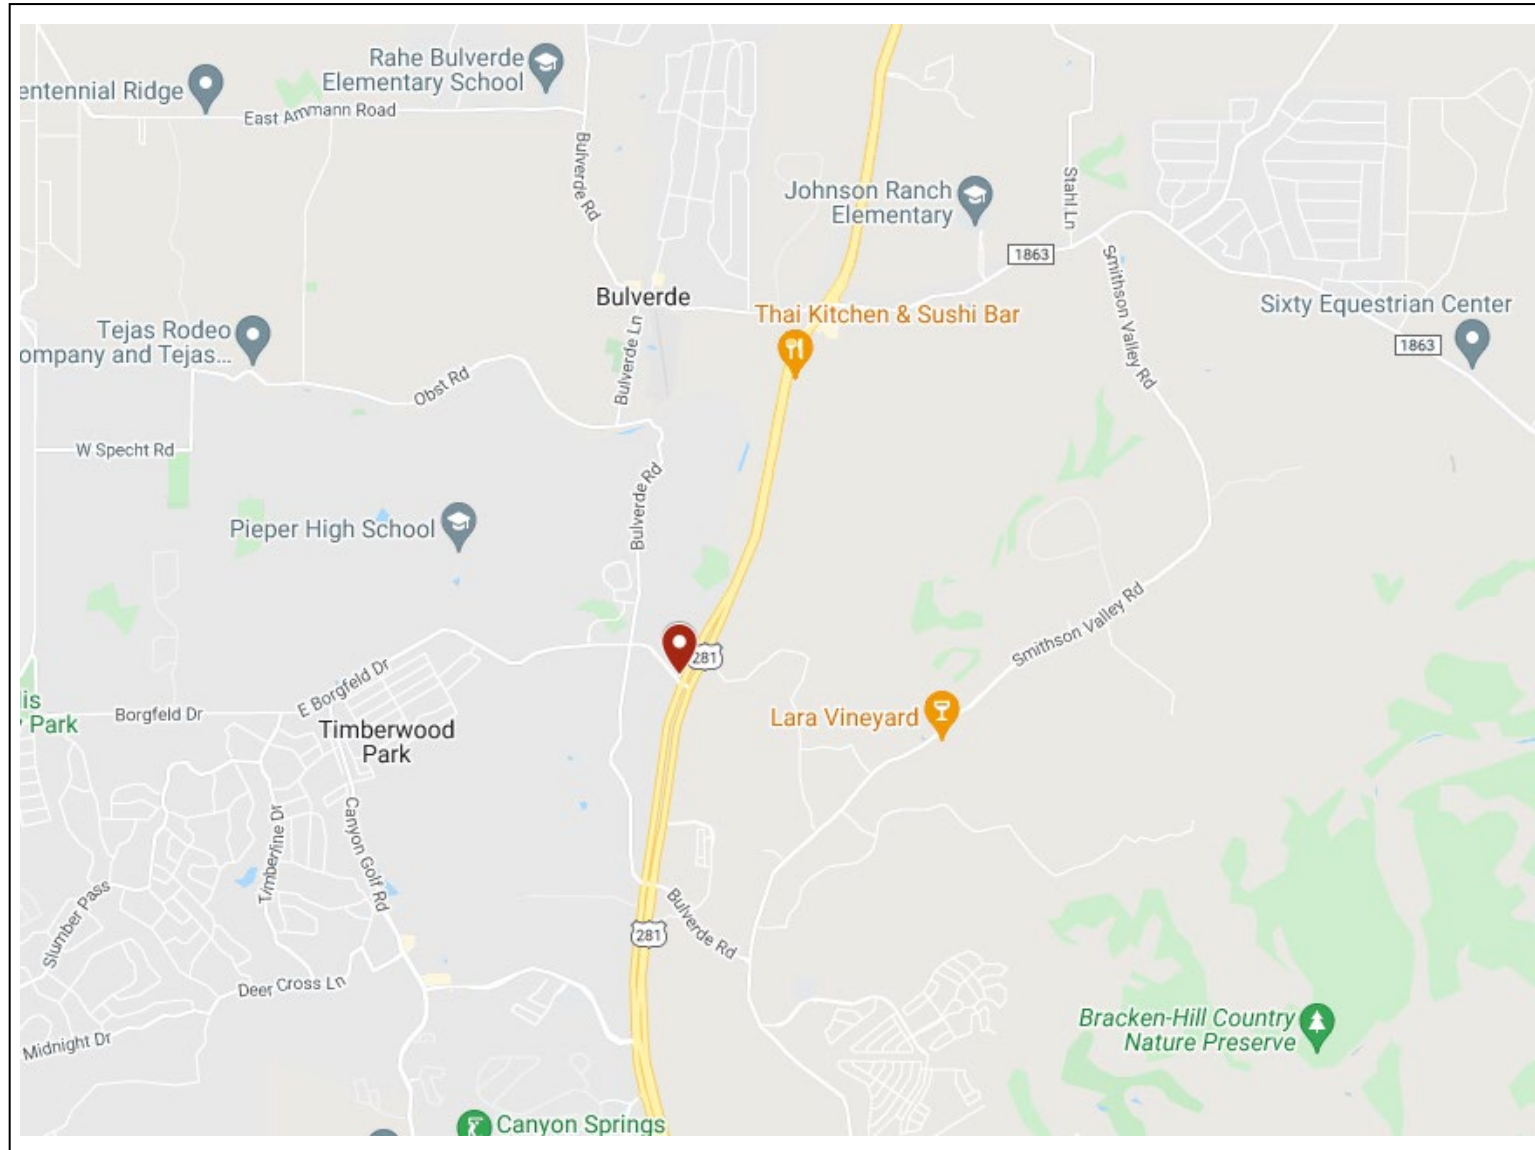 Rahe Bulverde
Elementary School
entennial Ridge
East Ammann Road
Bulverde Rd
Johnson Ranch
Elementary
Stahl Ln
1863
Smithson Valley Rd
Bulverde
Thai Kitchen & Sushi Bar
Sixty Equestrian Center
1863
Tejas Rodeo
ompany and Tejas...
Bulverde Ln
Obst Rd
W Specht Rd
Bulverde Rd
Pieper High School
Smithson Valley Rd
281
E Borgfeld Dr
is
Park
Borgfeld Dr
Timberwood
Park
Lara Vineyard
Timberline Dr
Canyon Golf Rd
Slumber Pass
Bulverde Rd
281
Deer Cross Ln
Midnight Dr
Bracken-Hill Country
Nature Preserve
Canyon Springs